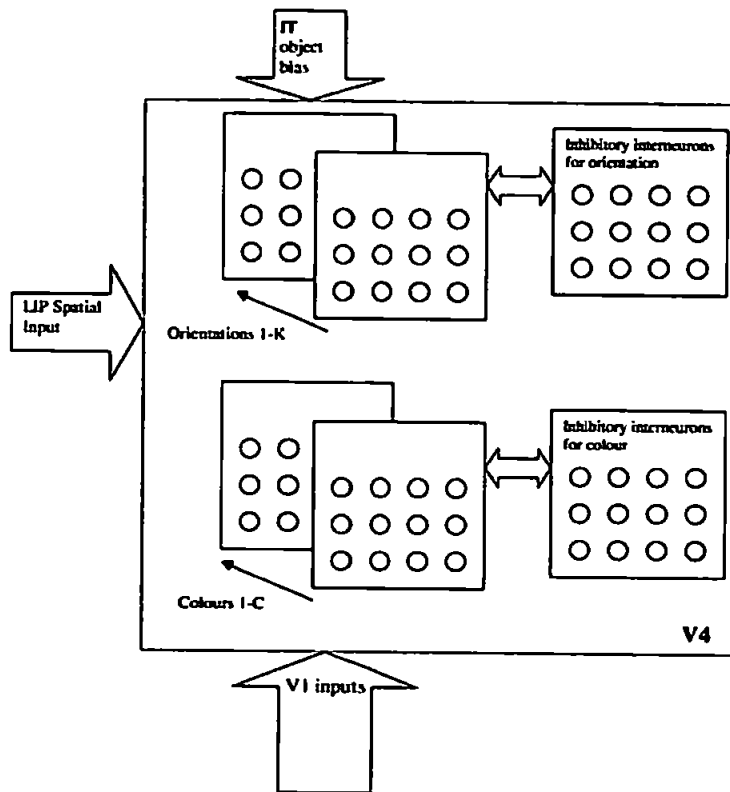 IT
object
bias
Inhibitory interneurons
for orientation
LIP Spatial
Input
Orientations 1-K
Inhibitory interneurons
for colour
Colours 1-C
V4
V1 inputs